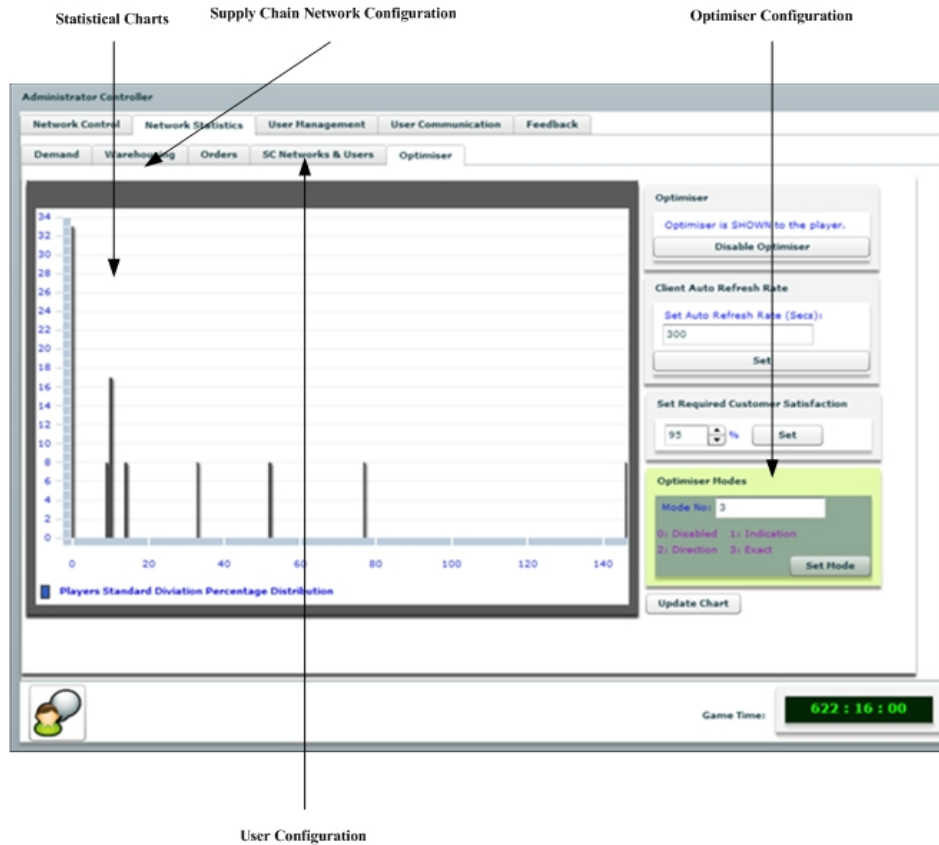 Statistical Charts
Supply Chain Network Configuration
Optimiser Configuration
Administrator Controller
Network Control Network Statistics User Management User Communication Feedback
Demand Warehousing Orders SC Networks & Users Optimiser
34
32
30
28
26
24
22
20
18
16
14
12
10
8
6
4
2
0
0 20 40 60 80 100 120 140
Players Standard Diviation Percentage Distribution
Optimiser
Optimiser is SHOWN to the player.
Disable Optimiser
Client Auto Refresh Rate
Set Auto Refresh Rate (Secs):
300
Set
Set Required Customer Satisfaction
95 % Set
Optimiser Modes
Mode No: 3
0: Disabled 1: Indication
2: Direction 3: Exact
Set Mode
Update Chart
Game Time: 622 : 16 : 00
User Configuration